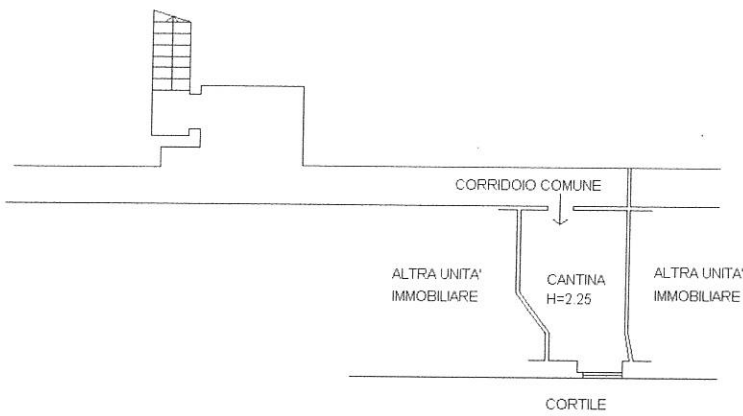 CORRIDOIO COMUNE
ALTRA UNITA'
IMMOBILIARE
CANTINA
H=2.25
ALTRA UNITA'
IMMOBILIARE
CORTILE